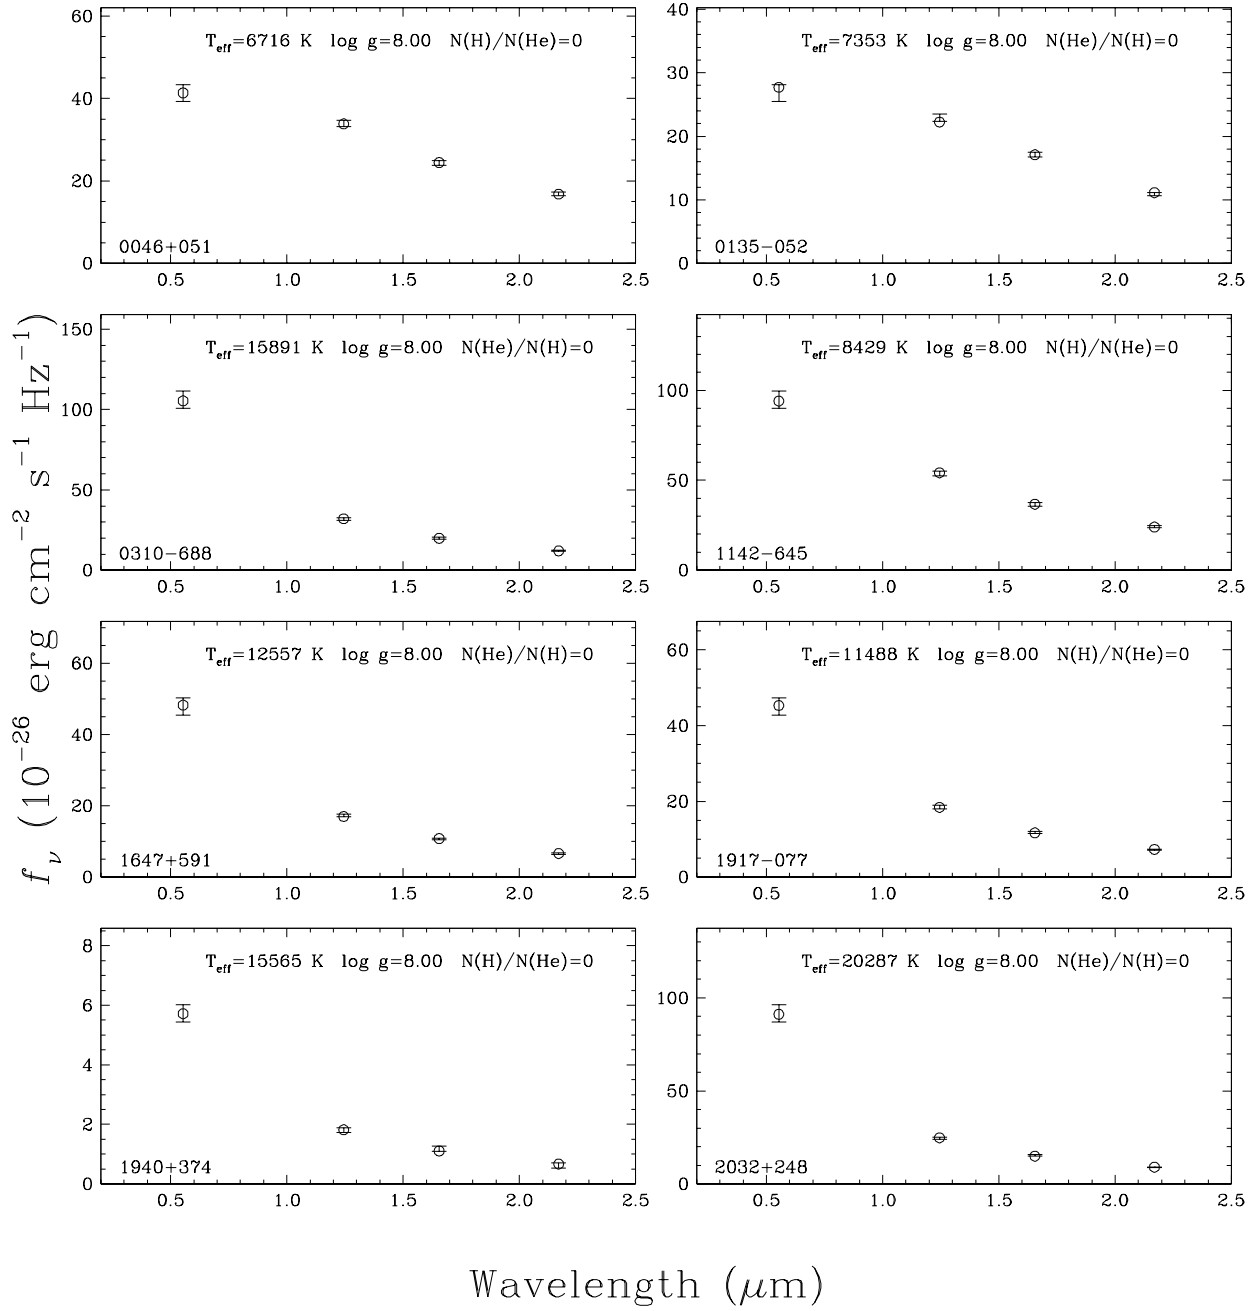 60
40
20
0
T_eff=6716 K log g=8.00 N(H)/N(He)=0
0046+051
0.5 1.0 1.5 2.0 2.5
40
30
20
10
0
T_eff=7353 K log g=8.00 N(He)/N(H)=0
0135−052
0.5 1.0 1.5 2.0 2.5
150
100
50
0
T_eff=15891 K log g=8.00 N(He)/N(H)=0
0310−688
0.5 1.0 1.5 2.0 2.5
100
50
0
T_eff=8429 K log g=8.00 N(H)/N(He)=0
1142−645
0.5 1.0 1.5 2.0 2.5
60
40
20
0
T_eff=12557 K log g=8.00 N(He)/N(H)=0
1647+591
0.5 1.0 1.5 2.0 2.5
60
40
20
0
T_eff=11488 K log g=8.00 N(H)/N(He)=0
1917−077
0.5 1.0 1.5 2.0 2.5
8
6
4
2
0
T_eff=15565 K log g=8.00 N(H)/N(He)=0
1940+374
0.5 1.0 1.5 2.0 2.5
100
50
0
T_eff=20287 K log g=8.00 N(He)/N(H)=0
2032+248
0.5 1.0 1.5 2.0 2.5
f_ν (10⁻²⁶ erg cm⁻² s⁻¹ Hz⁻¹)
Wavelength (μm)